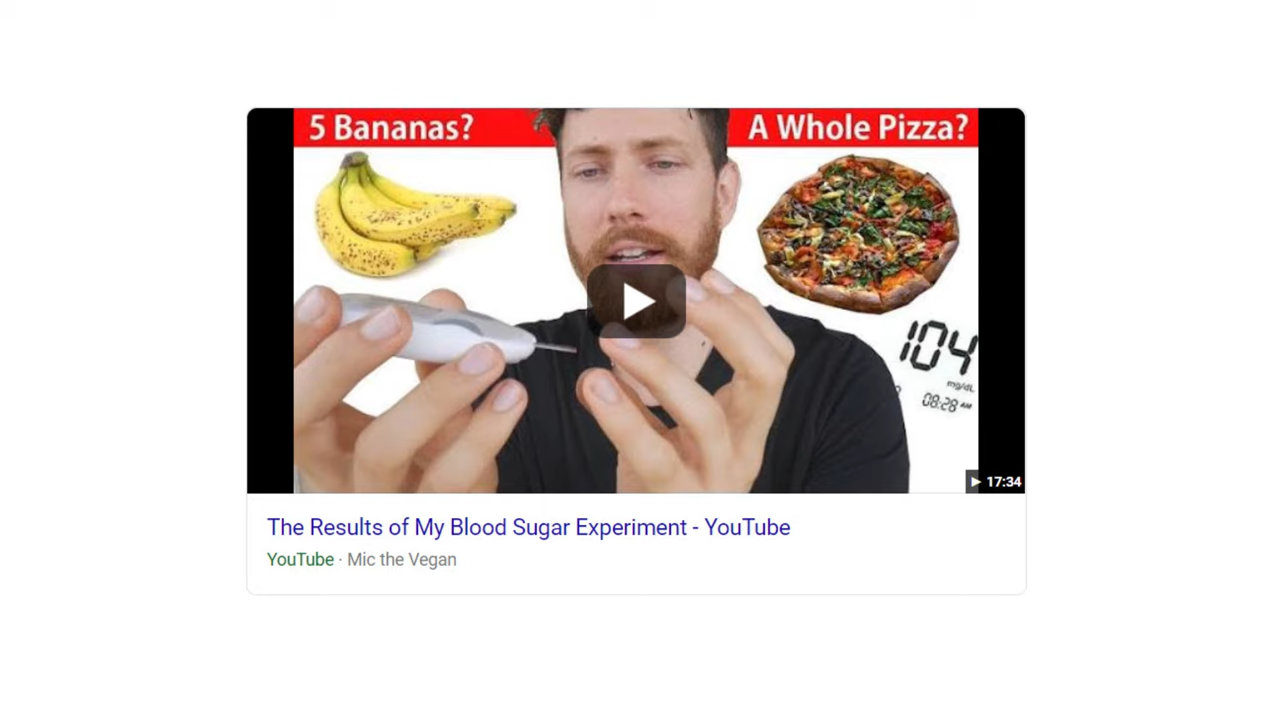 5 Bananas?
A Whole Pizza?
104
mg/dL
08:28 AM
17:34
The Results of My Blood Sugar Experiment - YouTube
YouTube · Mic the Vegan